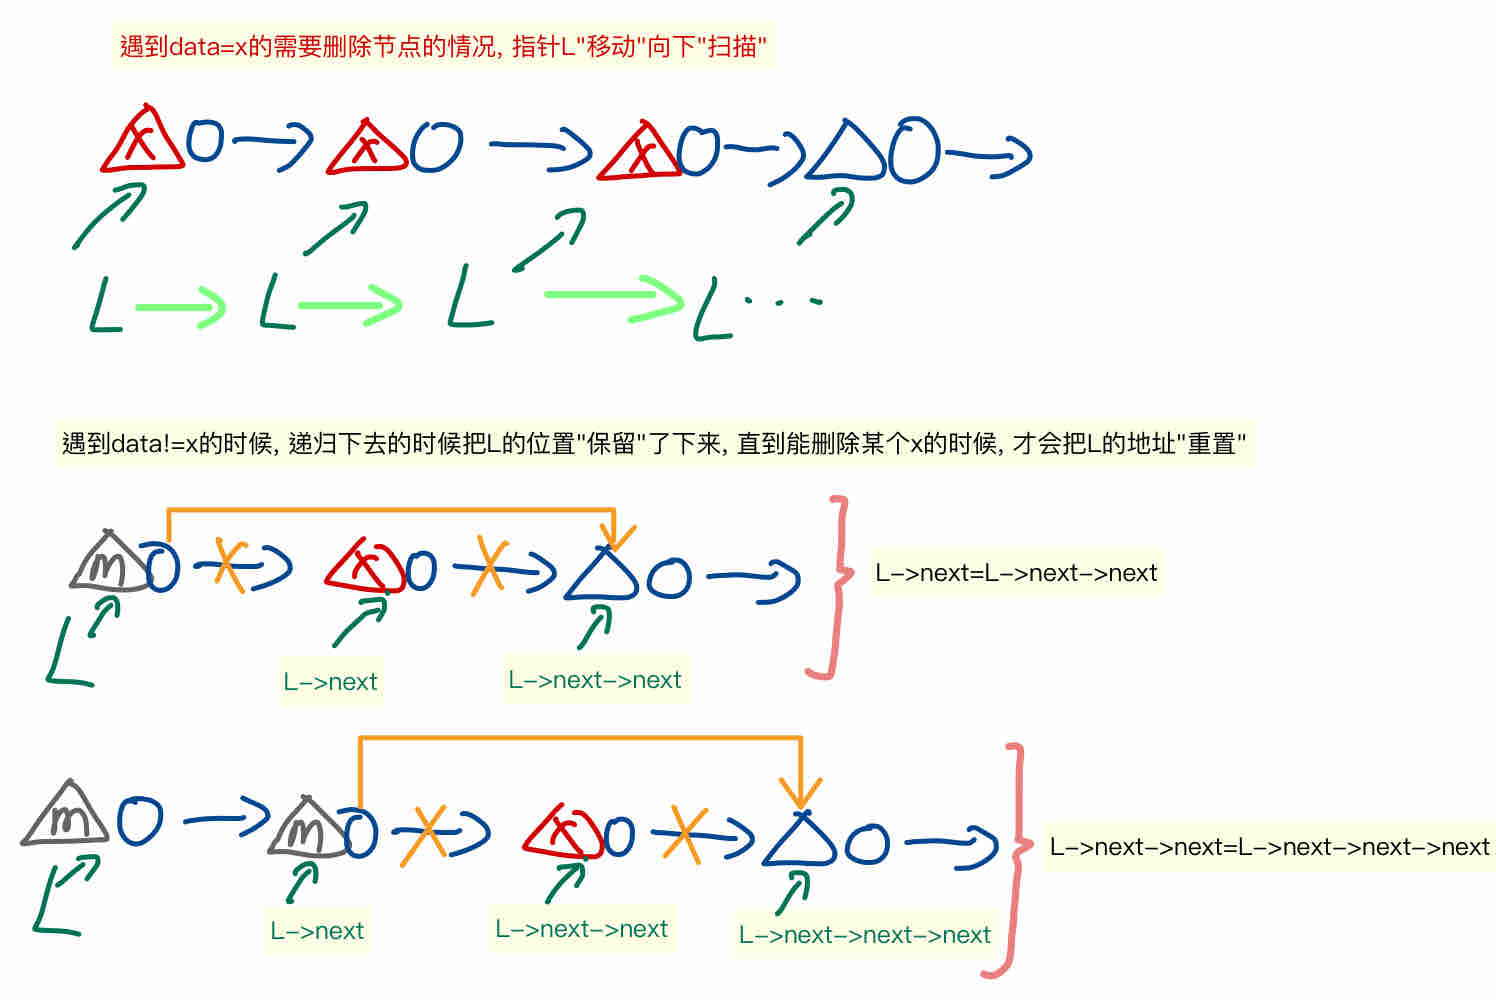 遇到data=x的需要删除节点的情况, 指针L"移动"向下"扫描"
x x x
L L L L ...
遇到data!=x的时候, 递归下去的时候把L的位置"保留"了下来, 直到能删除某个x的时候, 才会把L的地址"重置"
m x
L->next=L->next->next
L
L->next L->next->next
m m x
L->next->next=L->next->next->next
L
L->next L->next->next L->next->next->next